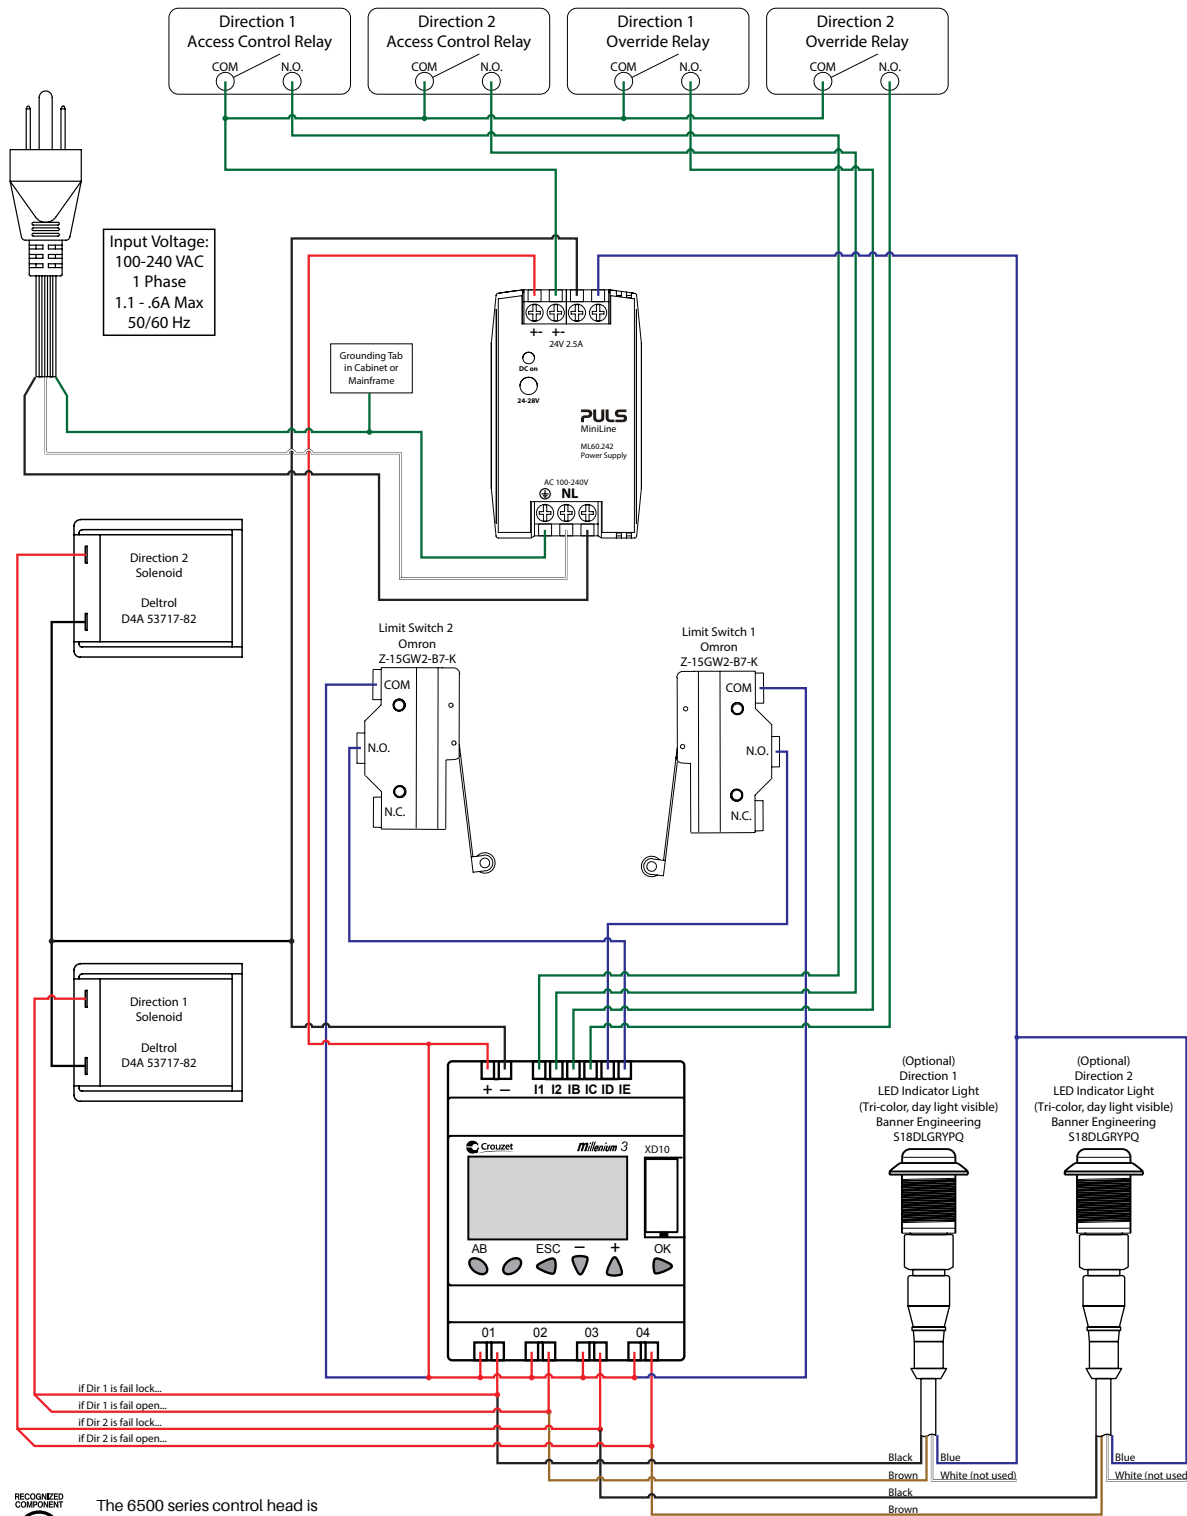 Direction 1
Access Control Relay
COM N.O.
Direction 2
Access Control Relay
COM N.O.
Direction 1
Override Relay
COM N.O.
Direction 2
Override Relay
COM N.O.
Input Voltage:
100-240 VAC
1 Phase
1.1 - .6A Max
50/60 Hz
+- +-
24V 2.5A
DC on
24-28V
PULS
MiniLine
ML60.242
Power Supply
AC 100-240V
NL
Grounding Tab
in Cabinet or
Mainframe
Direction 2
Solenoid
Deltrol
D4A 53717-82
Limit Switch 2
Omron
Z-15GW2-B7-K
COM
N.O.
N.C.
Limit Switch 1
Omron
Z-15GW2-B7-K
COM
N.O.
N.C.
Direction 1
Solenoid
Deltrol
D4A 53717-82
+ − I1 I2 IB IC ID IE
Crouzet Millenium 3 XD10
AB ESC − + OK
01 02 03 04
(Optional)
Direction 1
LED Indicator Light
(Tri-color, day light visible)
Banner Engineering
S18DLGRYPQ
(Optional)
Direction 2
LED Indicator Light
(Tri-color, day light visible)
Banner Engineering
S18DLGRYPQ
if Dir 1 is fail lock...
if Dir 1 is fail open...
if Dir 2 is fail lock...
if Dir 2 is fail open...
Black Blue
Brown White (not used)
Black
Brown
Blue
White (not used
RECOGNIZED
COMPONENT
The 6500 series control head is